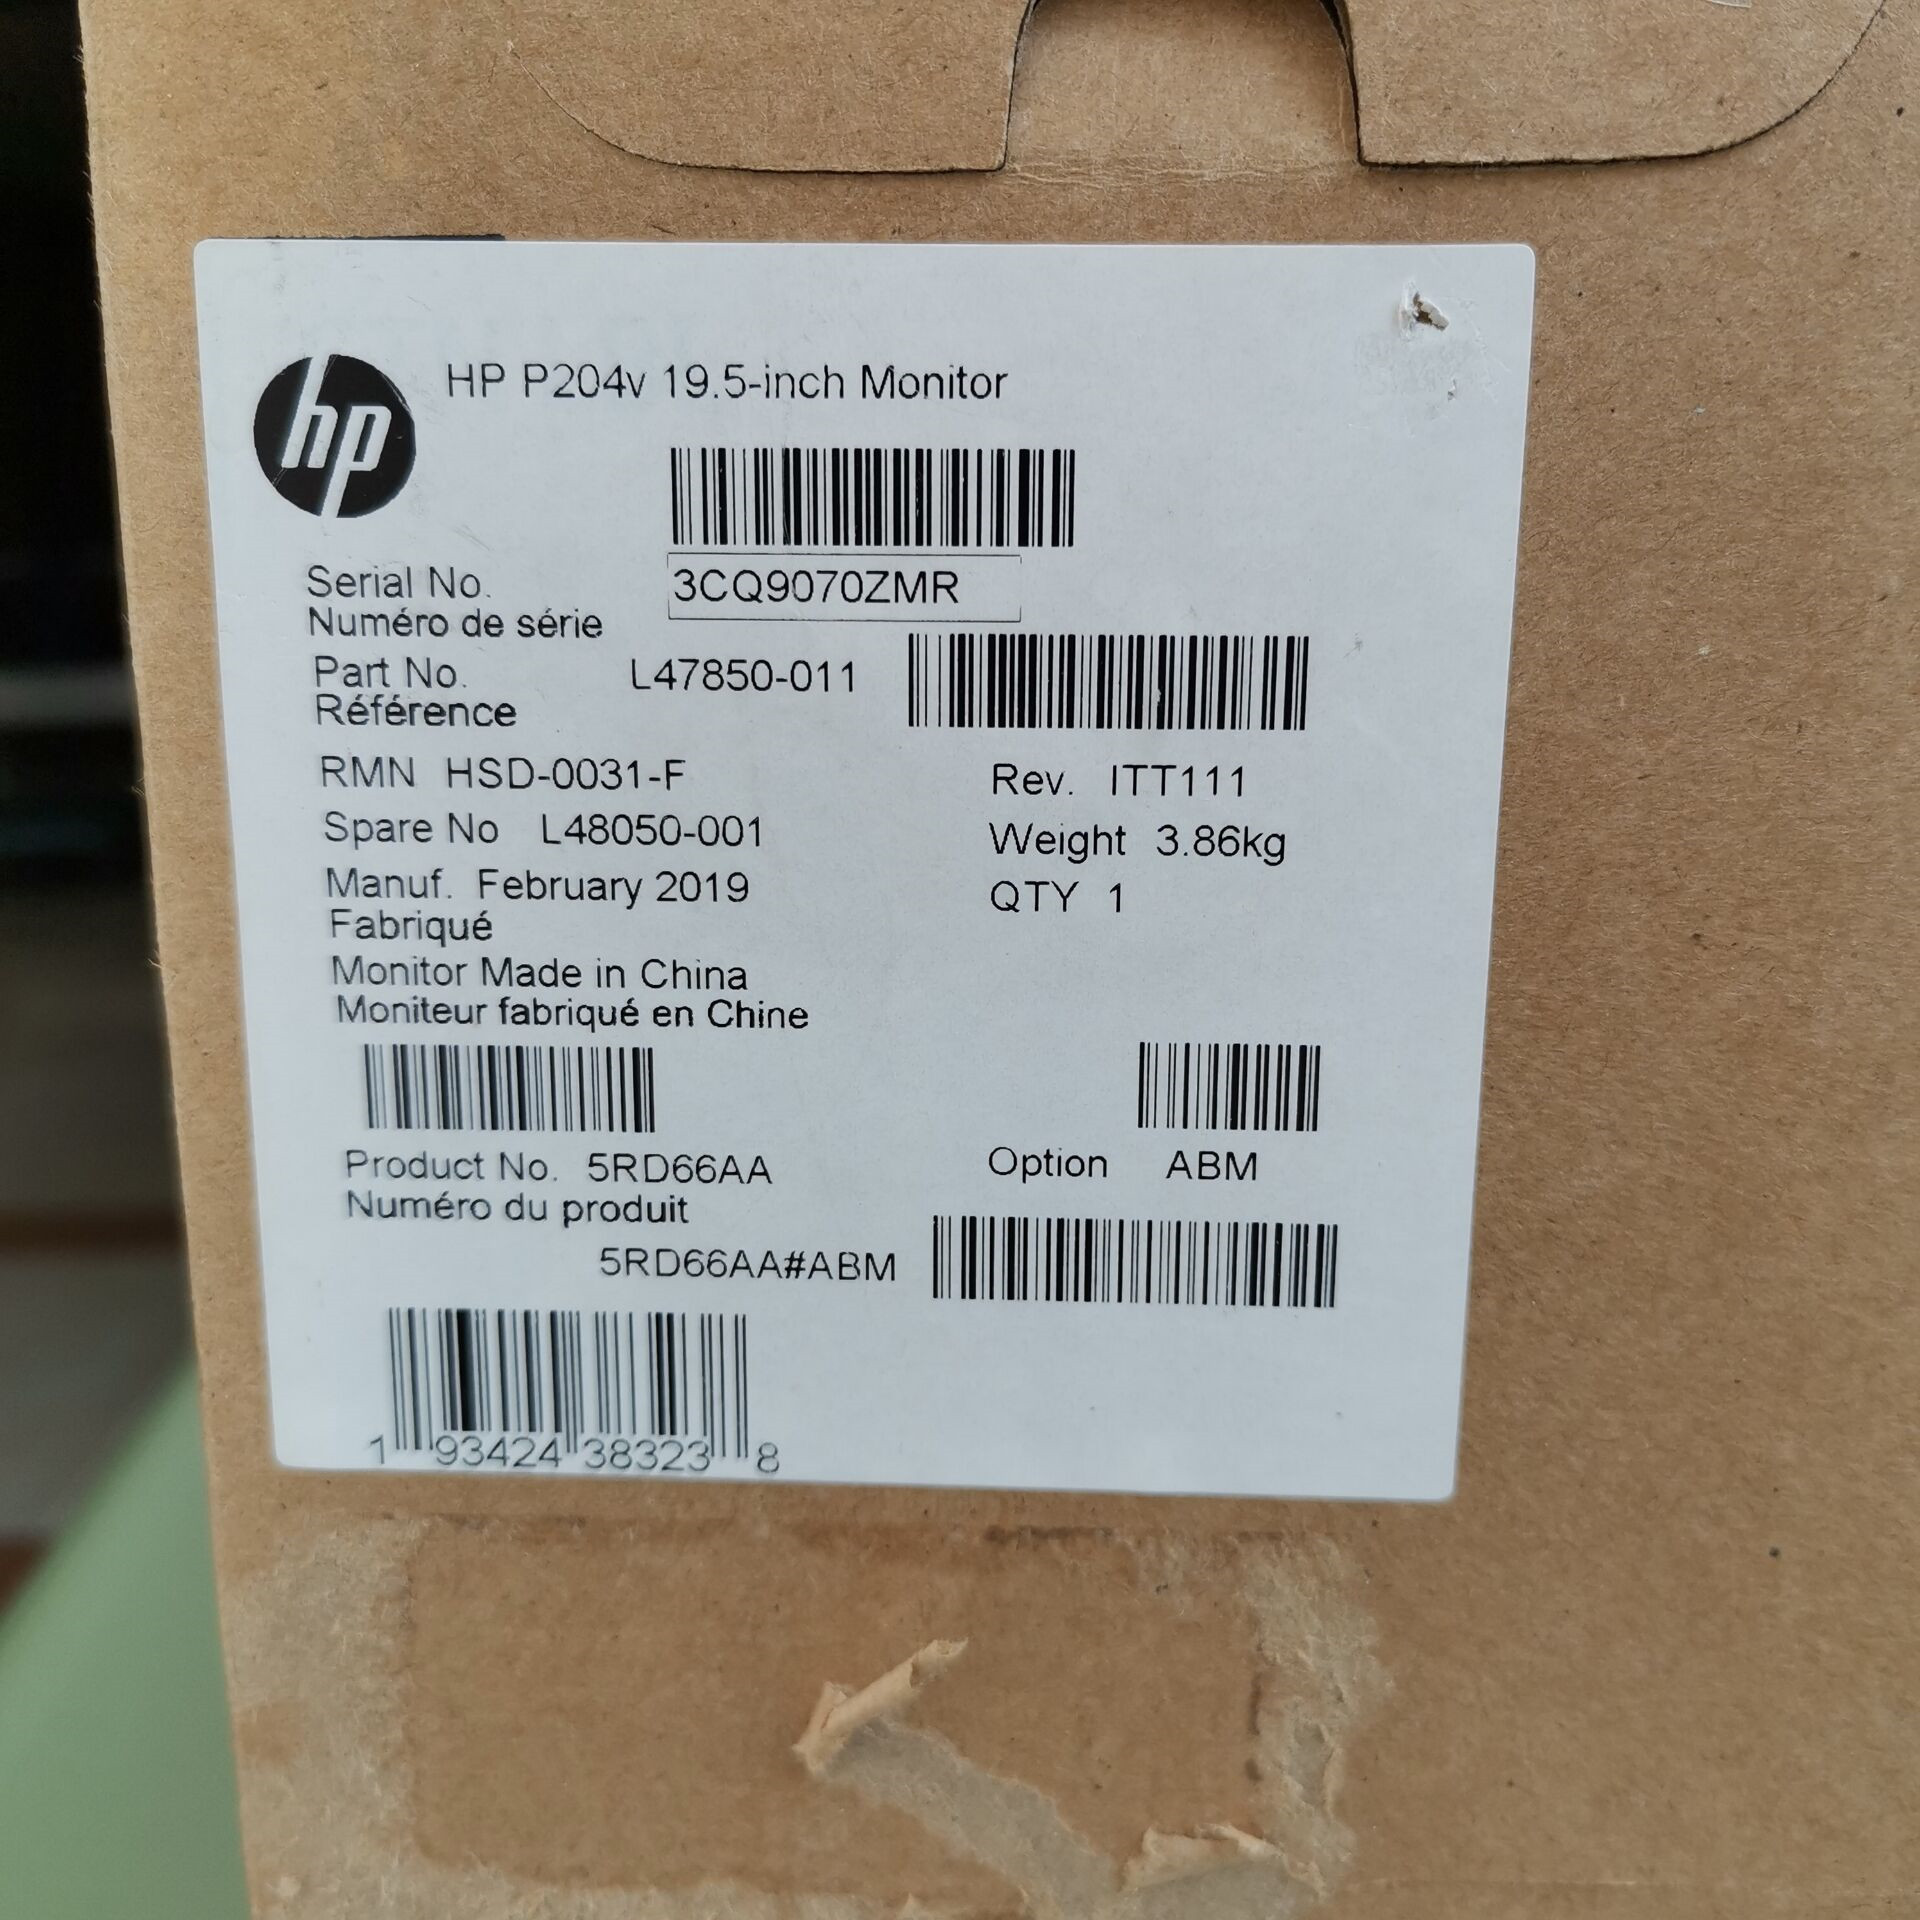 hp
HP P204v 19.5-inch Monitor
Serial No.
Numéro de série
3CQ9070ZMR
Part No. L47850-011
Référence
RMN HSD-0031-F
Rev. ITT111
Spare No L48050-001
Weight 3.86kg
Manuf. February 2019
Fabriqué
QTY 1
Monitor Made in China
Moniteur fabriqué en Chine
Product No. 5RD66AA
Numéro du produit
Option ABM
5RD66AA#ABM
1 93424 38323 8